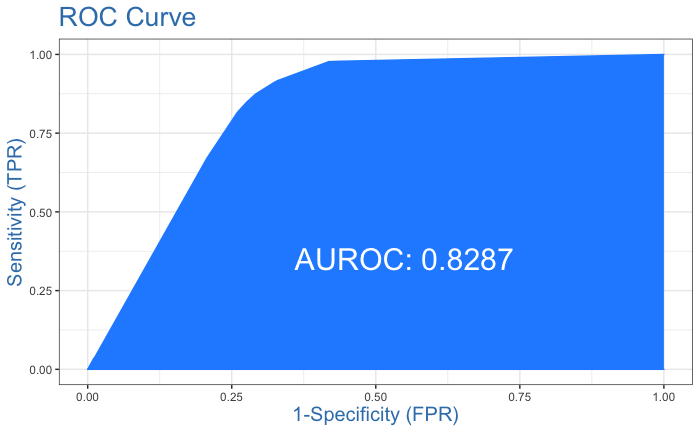 ROC Curve
1.00
0.75
0.50
0.25
0.00
Sensitivity (TPR)
AUROC: 0.8287
0.00 0.25 0.50 0.75 1.00
1-Specificity (FPR)